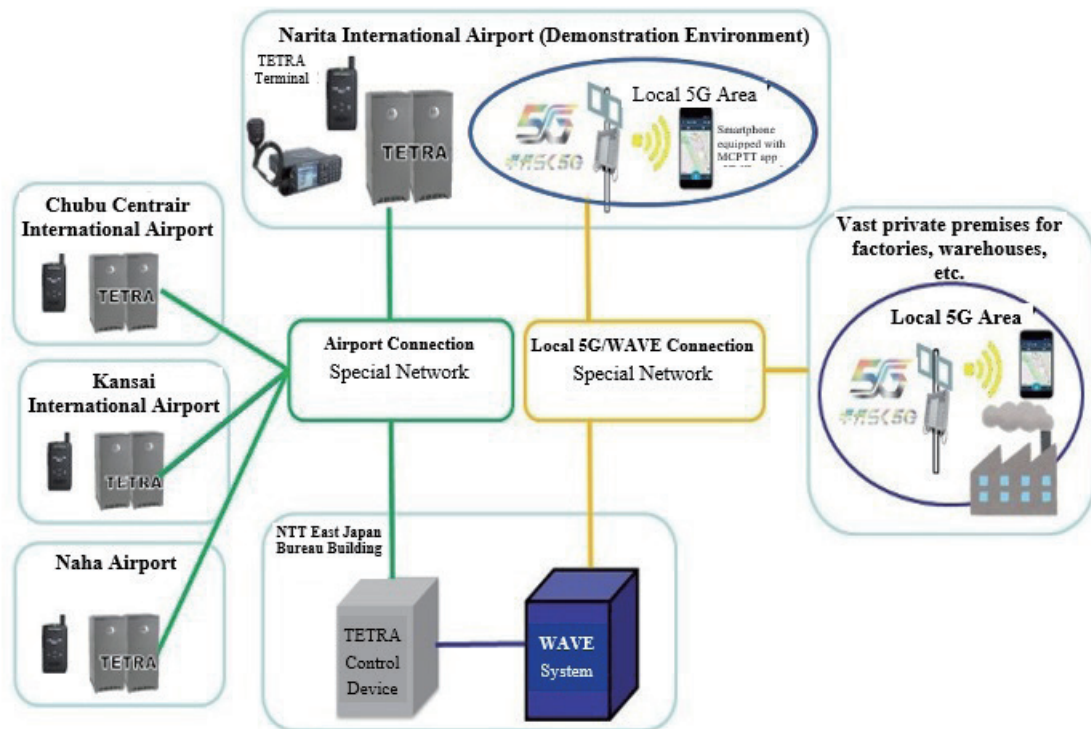 Narita International Airport (Demonstration Environment)
TETRA
Terminal
TETRA
Local 5G Area
5G
Smartphone
equipped with
MCPTT app
Chubu Centrair
International Airport
TETRA
Kansai
International Airport
TETRA
Naha Airport
TETRA
Airport Connection
Special Network
Local 5G/WAVE Connection
Special Network
Vast private premises for
factories, warehouses,
etc.
Local 5G Area
5G
NTT East Japan
Bureau Building
TETRA
Control
Device
WAVE
System